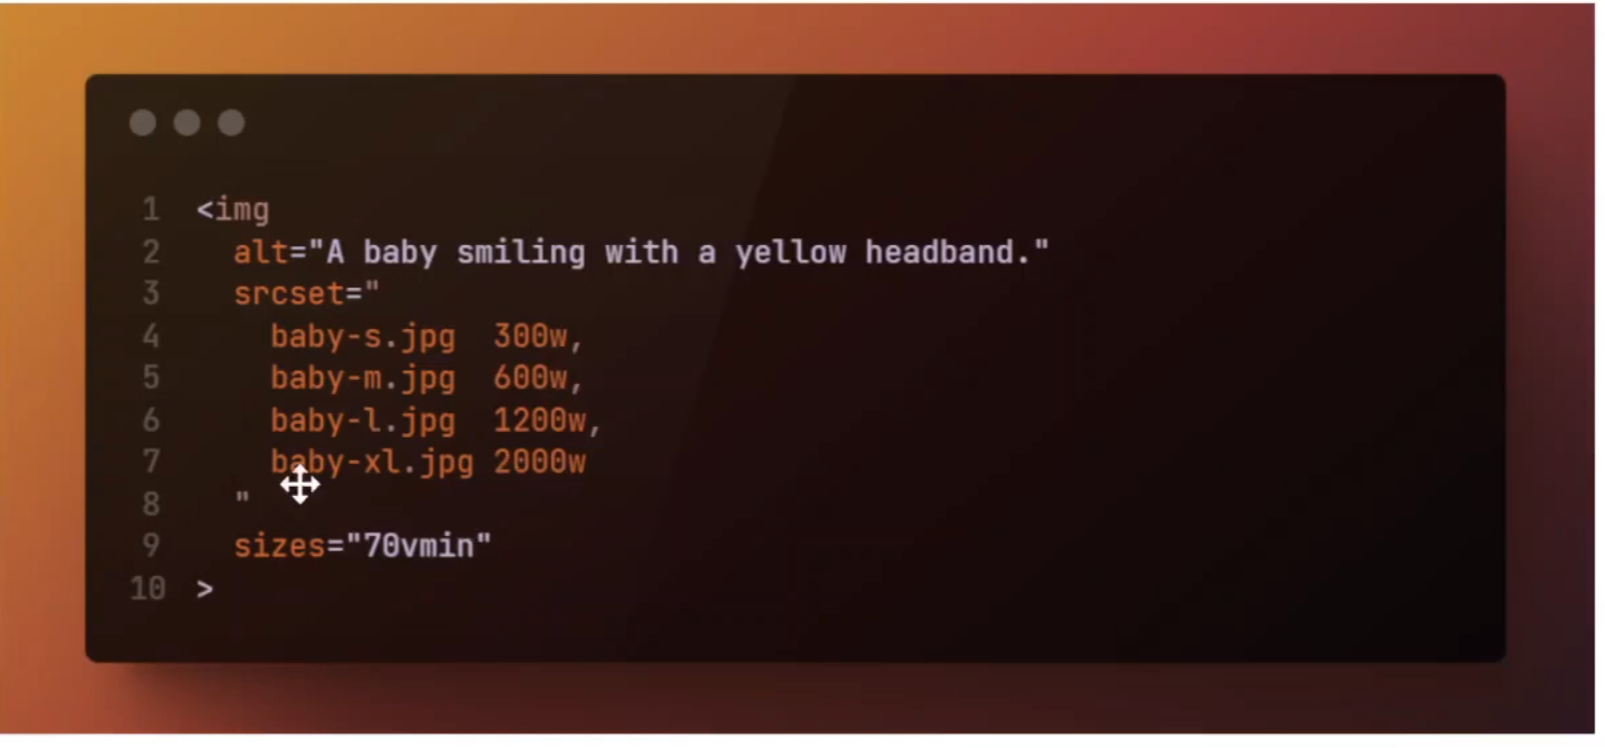 1 <img
2 alt="A baby smiling with a yellow headband."
3 srcset="
4 baby-s.jpg 300w,
5 baby-m.jpg 600w,
6 baby-l.jpg 1200w,
7 baby-xl.jpg 2000w
8 "
9 sizes="70vmin"
10 >